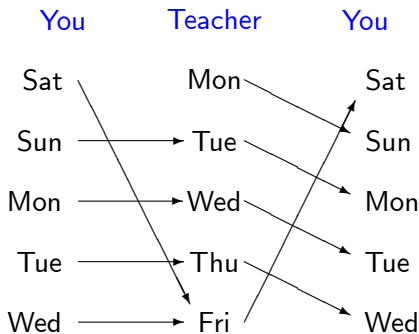 You Teacher You
Sat Mon Sat
Sun Tue Sun
Mon Wed Mon
Tue Thu Tue
Wed Fri Wed